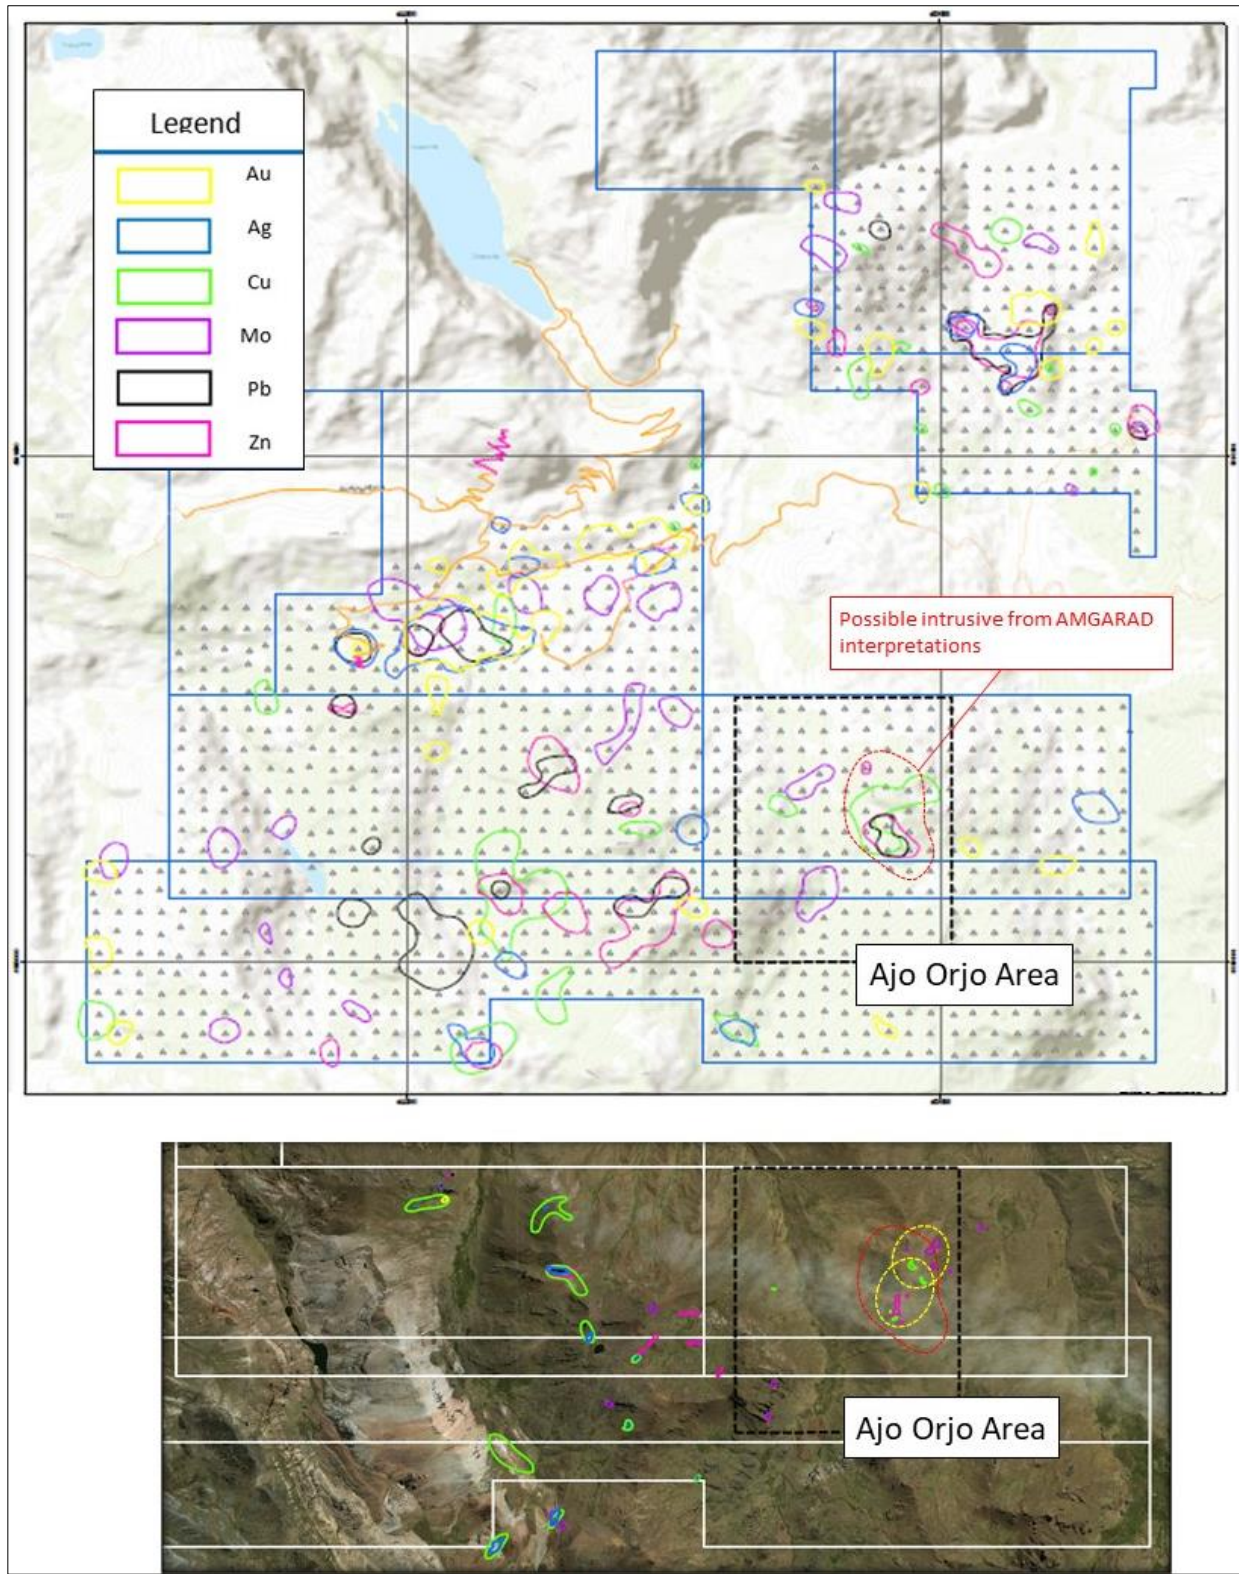 Legend
Au
Ag
Cu
Mo
Pb
Zn
Possible intrusive from AMGARAD
interpretations
Ajo Orjo Area
Ajo Orjo Area